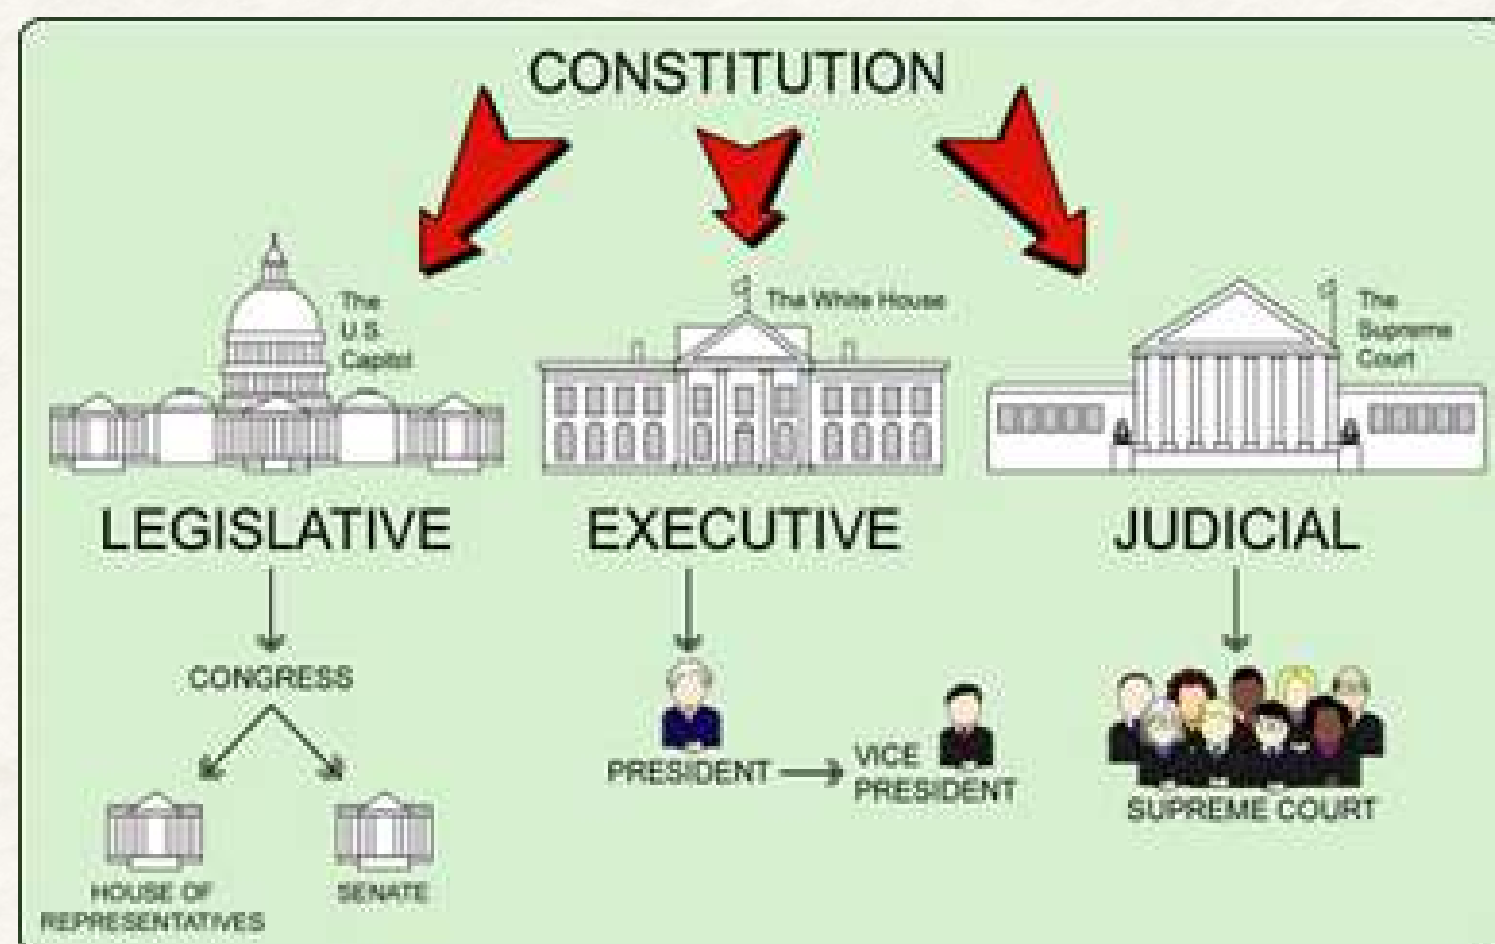 CONSTITUTION
The
U.S.
Capitol
The White House
The
Supreme
Court
LEGISLATIVE
EXECUTIVE
JUDICIAL
CONGRESS
PRESIDENT
VICE
PRESIDENT
SUPREME COURT
HOUSE OF
REPRESENTATIVES
SENATE